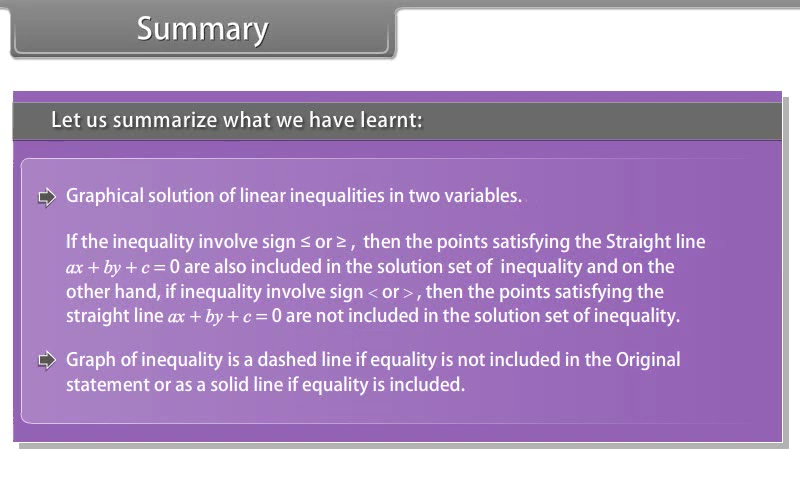 Summary
Let us summarize what we have learnt:
Graphical solution of linear inequalities in two variables.
If the inequality involve sign ≤ or ≥ , then the points satisfying the Straight line
ax + by + c = 0 are also included in the solution set of inequality and on the
other hand, if inequality involve sign < or > , then the points satisfying the
straight line ax + by + c = 0 are not included in the solution set of inequality.
Graph of inequality is a dashed line if equality is not included in the Original
statement or as a solid line if equality is included.